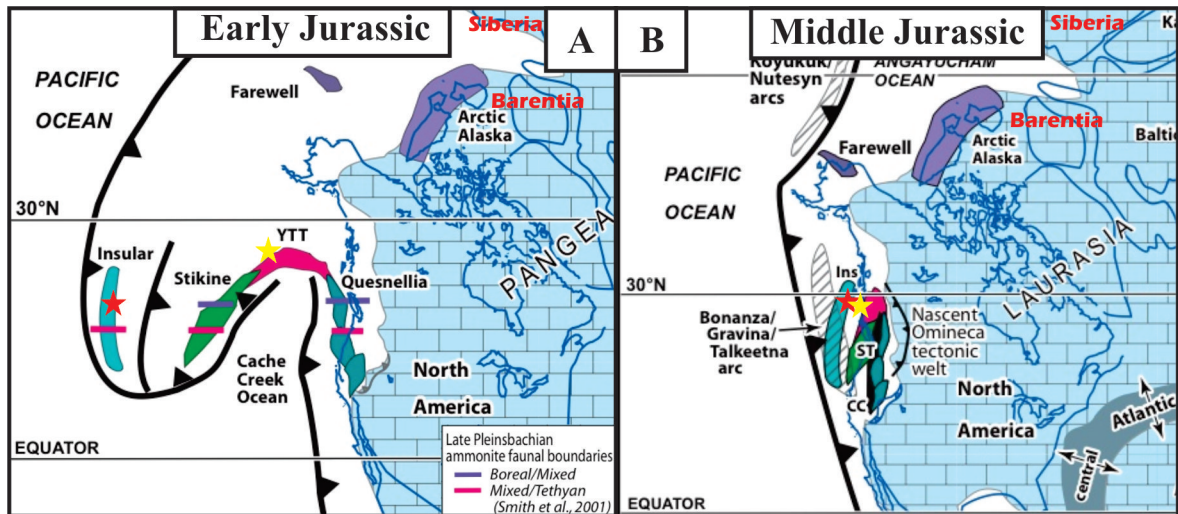 Early Jurassic
A
Siberia
PACIFIC
OCEAN
Farewell
Barentia
Arctic
Alaska
30°N
YTT
Insular
Stikine
Quesnellia
PANGEA
Cache
Creek
Ocean
North
America
EQUATOR
Late Pleinsbachian
ammonite faunal boundaries
Boreal/Mixed
Mixed/Tethyan
(Smith et al., 2001)
B
Middle Jurassic
Siberia
Koyukuk/
Nutesyn
arcs
ANGAYUCHAM
OCEAN
Barentia
Baltic
Farewell
Arctic
Alaska
PACIFIC
OCEAN
LAURASIA
30°N
Ins
Bonanza/
Gravina/
Talkeetna
arc
Nascent
Omineca
tectonic
welt
ST
CC
North
America
Atlantic
central
EQUATOR